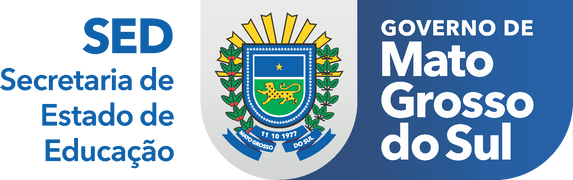 SED
Secretaria de
Estado de
Educação
11 10 1977
MATO GROSSO
DO SUL
GOVERNO DE
Mato
Grosso
do Sul